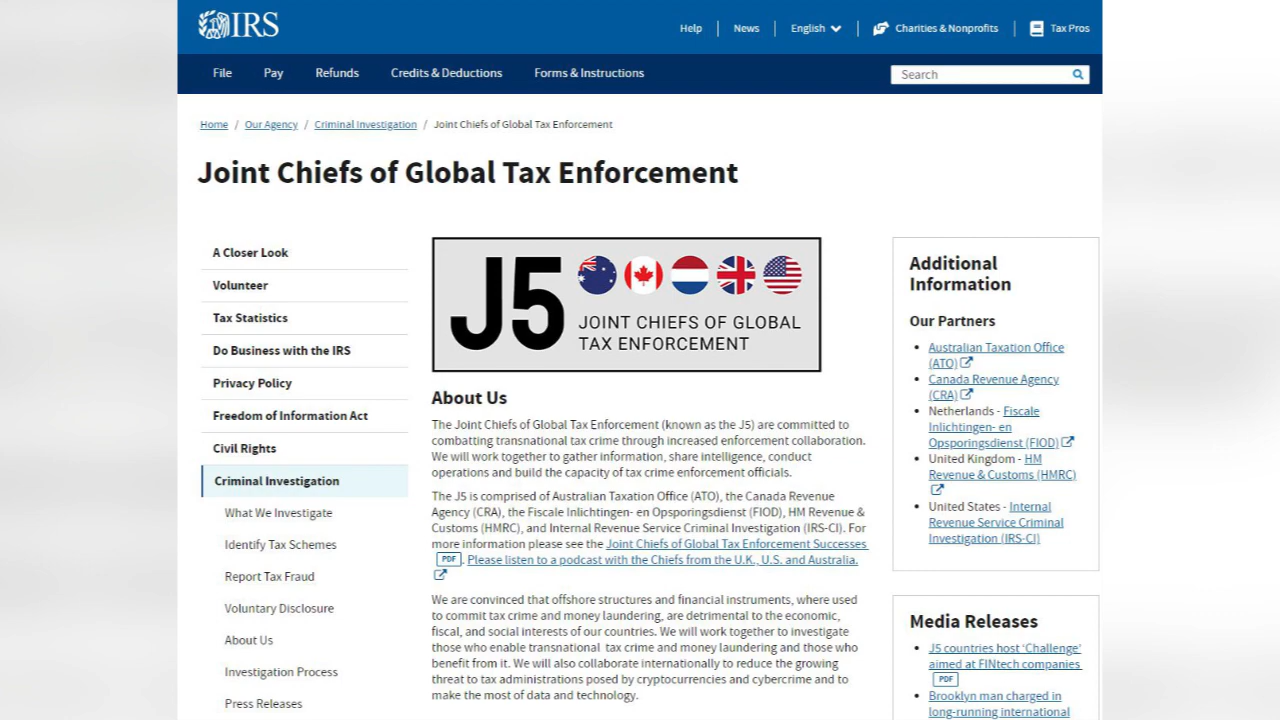 IRS
Help
News
English
Charities & Nonprofits
Tax Pros
File
Pay
Refunds
Credits & Deductions
Forms & Instructions
Search
Home / Our Agency / Criminal Investigation / Joint Chiefs of Global Tax Enforcement
Joint Chiefs of Global Tax Enforcement
A Closer Look
Volunteer
Tax Statistics
Do Business with the IRS
Privacy Policy
Freedom of Information Act
Civil Rights
Criminal Investigation
What We Investigate
Identify Tax Schemes
Report Tax Fraud
Voluntary Disclosure
About Us
Investigation Process
Press Releases
J5
JOINT CHIEFS OF GLOBAL
TAX ENFORCEMENT
About Us
The Joint Chiefs of Global Tax Enforcement (known as the J5) are committed to
combatting transnational tax crime through increased enforcement collaboration.
We will work together to gather information, share intelligence, conduct
operations and build the capacity of tax crime enforcement officials.
The J5 is comprised of Australian Taxation Office (ATO), the Canada Revenue
Agency (CRA), the Fiscale Inlichtingen- en Opsporingsdienst (FIOD), HM Revenue &
Customs (HMRC), and Internal Revenue Service Criminal Investigation (IRS-CI). For
more information please see the Joint Chiefs of Global Tax Enforcement Successes
PDF . Please listen to a podcast with the Chiefs from the U.K., U.S. and Australia.
We are convinced that offshore structures and financial instruments, where used
to commit tax crime and money laundering, are detrimental to the economic,
fiscal, and social interests of our countries. We will work together to investigate
those who enable transnational tax crime and money laundering and those who
benefit from it. We will also collaborate internationally to reduce the growing
threat to tax administrations posed by cryptocurrencies and cybercrime and to
make the most of data and technology.
Additional
Information
Our Partners
Australian Taxation Office
(ATO)
Canada Revenue Agency
(CRA)
Netherlands - Fiscale
Inlichtingen- en
Opsporingsdienst (FIOD)
United Kingdom - HM
Revenue & Customs (HMRC)
United States - Internal
Revenue Service Criminal
Investigation (IRS-CI)
Media Releases
J5 countries host ‘Challenge’
aimed at FINtech companies
PDF
Brooklyn man charged in
long-running international